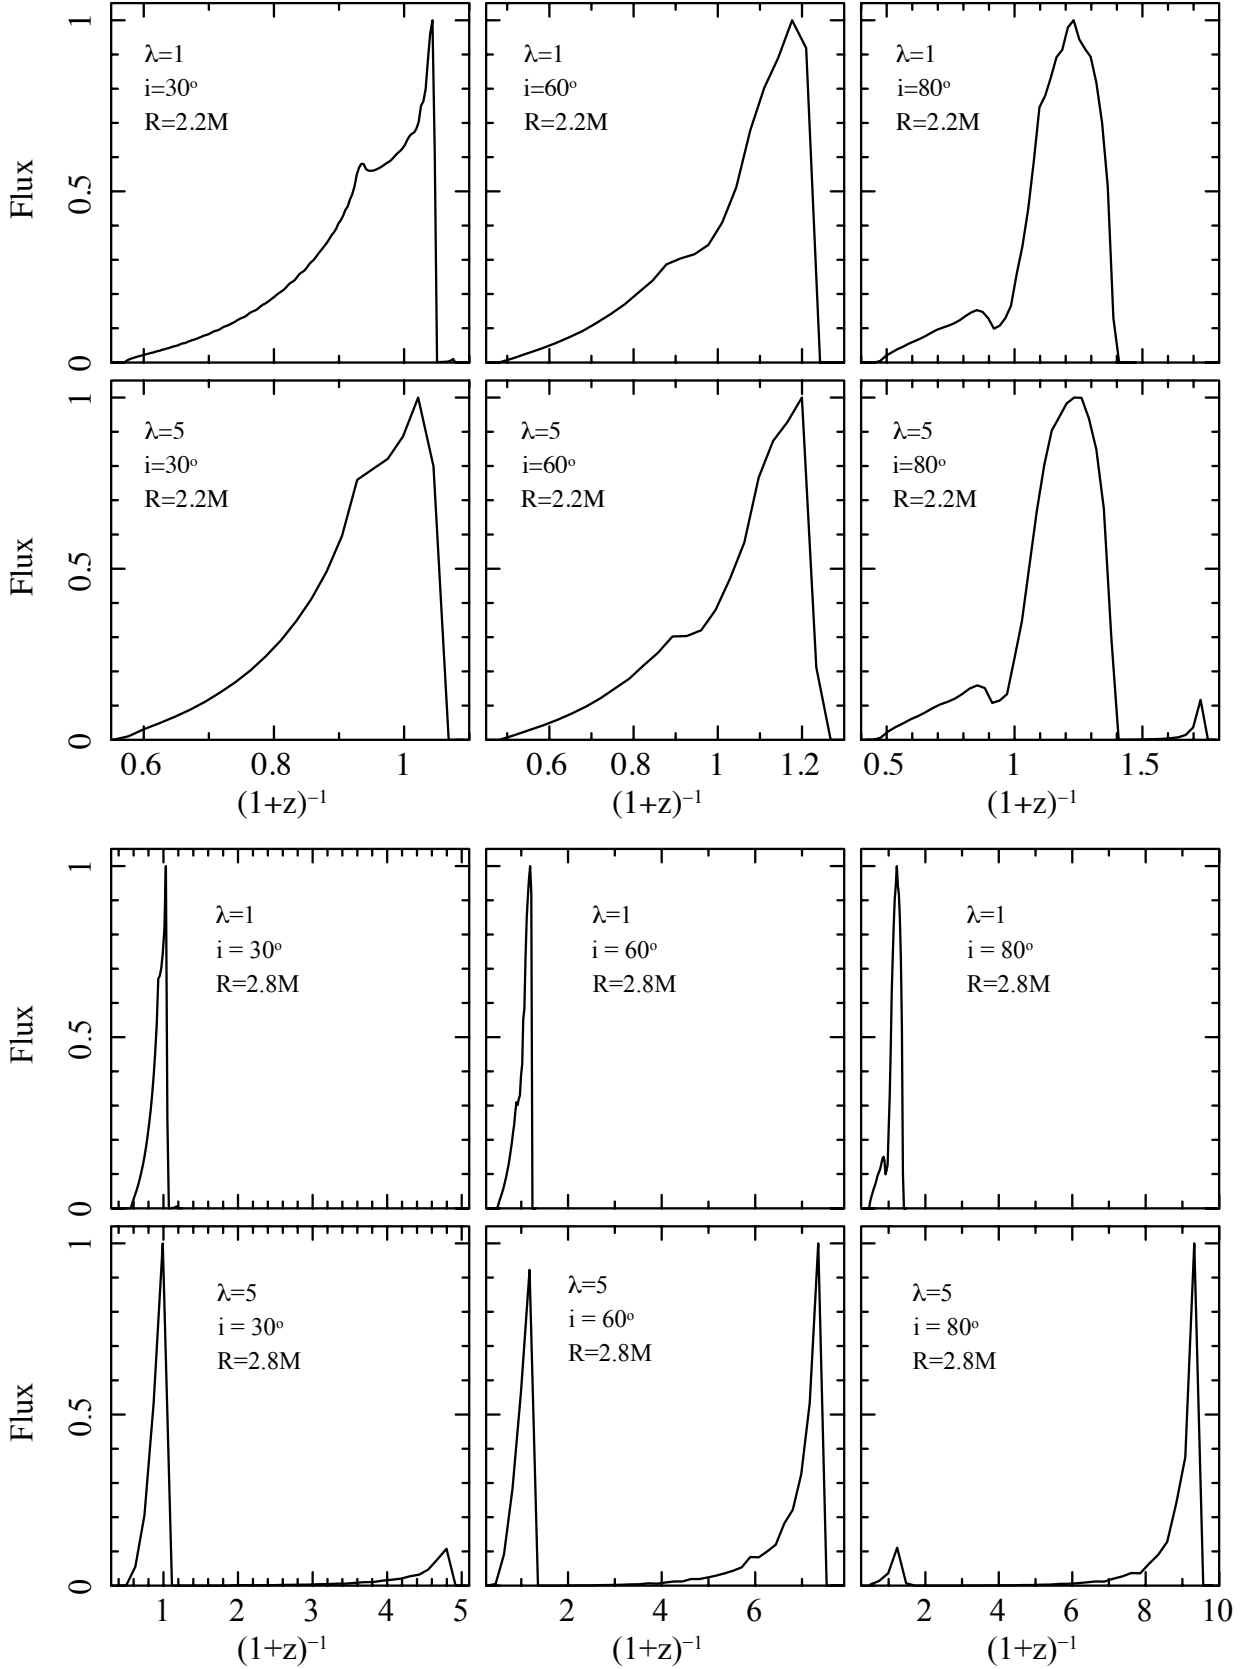 Flux
0
0.5
1
λ=1
i=30°
R=2.2M
λ=1
i=60°
R=2.2M
λ=1
i=80°
R=2.2M
Flux
0
0.5
1
λ=5
i=30°
R=2.2M
λ=5
i=60°
R=2.2M
λ=5
i=80°
R=2.2M
0.6 0.8 1
0.6 0.8 1 1.2
0.5 1 1.5
(1+z)⁻¹
(1+z)⁻¹
(1+z)⁻¹
Flux
0
0.5
1
λ=1
i = 30°
R=2.8M
λ=1
i = 60°
R=2.8M
λ=1
i = 80°
R=2.8M
Flux
0
0.5
1
λ=5
i = 30°
R=2.8M
λ=5
i = 60°
R=2.8M
λ=5
i = 80°
R=2.8M
1 2 3 4 5
2 4 6
2 4 6 8 10
(1+z)⁻¹
(1+z)⁻¹
(1+z)⁻¹